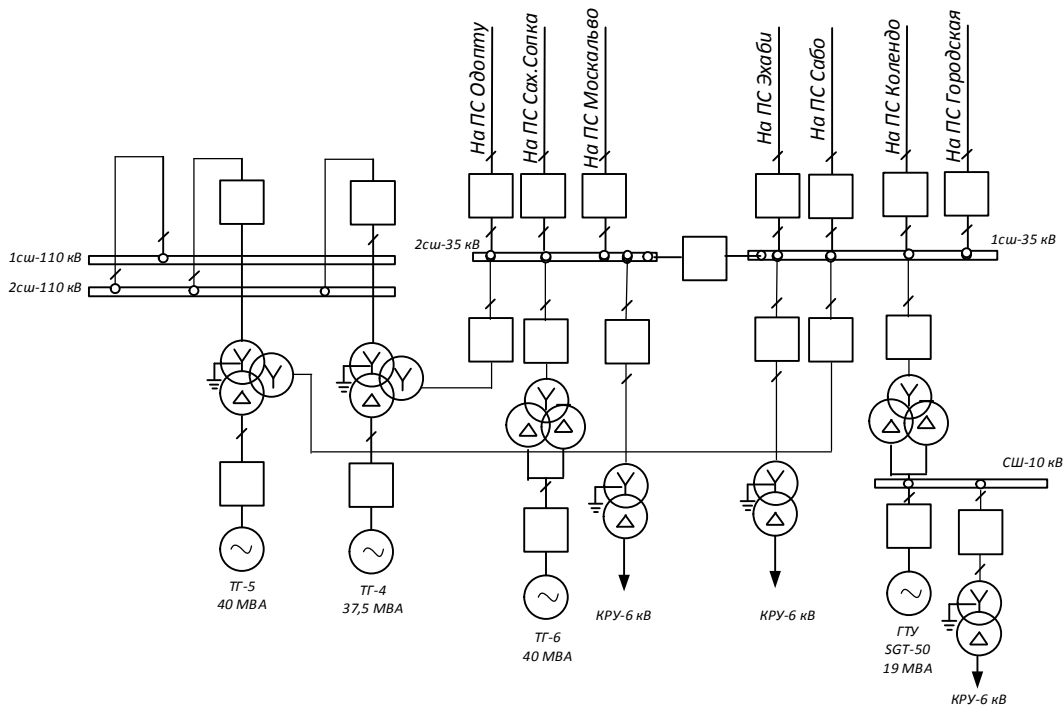 На ПС Одопту
На ПС Сах.Сопка
На ПС Москальво
На ПС Эхаби
На ПС Сабо
На ПС Колендо
На ПС Городская
1сш-110 кВ
2сш-110 кВ
2сш-35 кВ
1сш-35 кВ
СШ-10 кВ
ТГ-5
40 МВА
ТГ-4
37,5 МВА
ТГ-6
40 МВА
КРУ-6 кВ
КРУ-6 кВ
ГТУ
SGT-50
19 МВА
КРУ-6 кВ